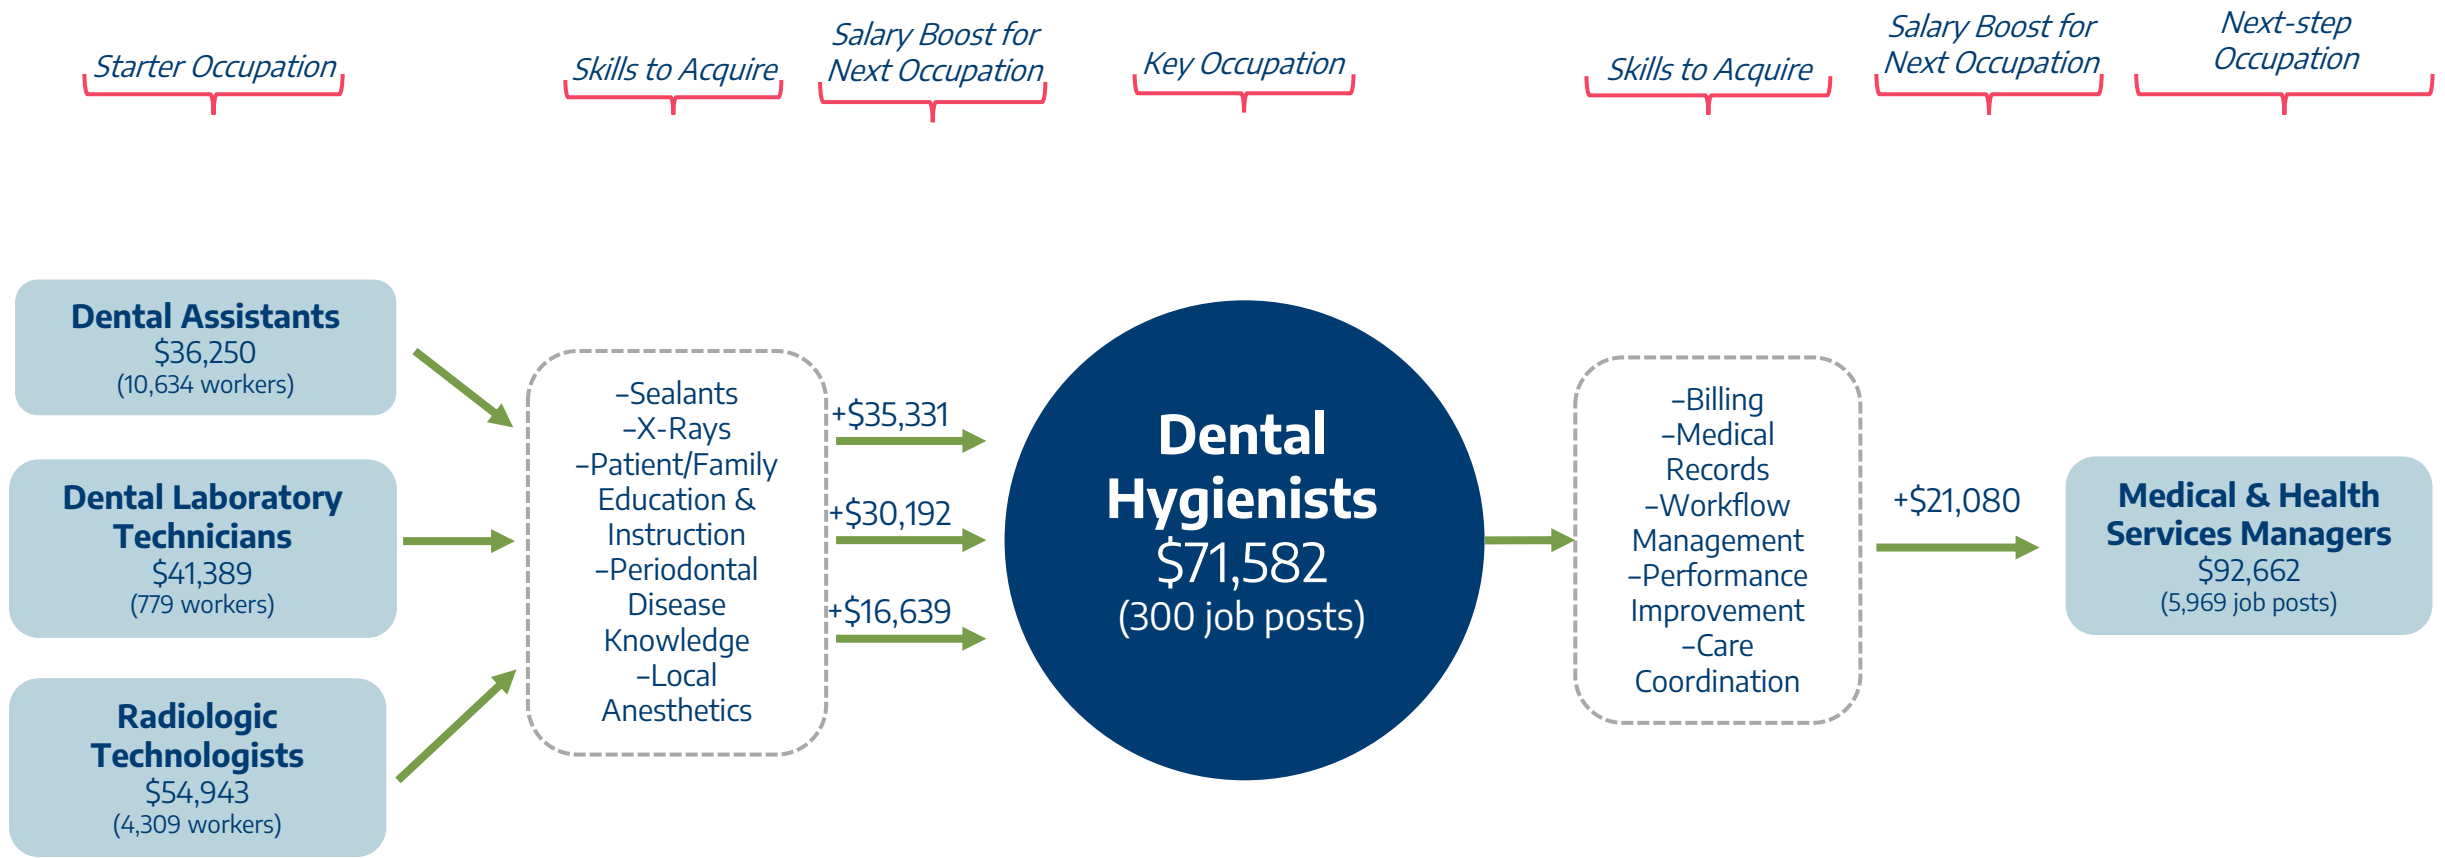 Starter Occupation
Skills to Acquire
Salary Boost for
Next Occupation
Key Occupation
Skills to Acquire
Salary Boost for
Next Occupation
Next-step
Occupation
Dental Assistants
$36,250
(10,634 workers)
Dental Laboratory
Technicians
$41,389
(779 workers)
Radiologic
Technologists
$54,943
(4,309 workers)
–Sealants
–X-Rays
–Patient/Family
Education &
Instruction
–Periodontal
Disease
Knowledge
–Local
Anesthetics
+$35,331
+$30,192
+$16,639
Dental
Hygienists
$71,582
(300 job posts)
–Billing
–Medical
Records
–Workflow
Management
–Performance
Improvement
–Care
Coordination
+$21,080
Medical & Health
Services Managers
$92,662
(5,969 job posts)